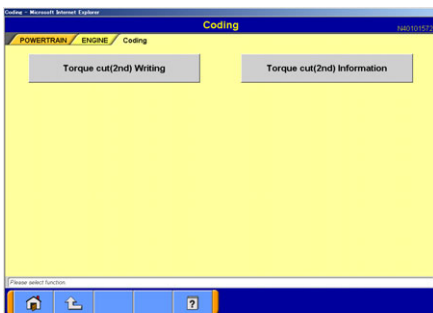 Coding - Microsoft Internet Explorer
Coding
N40101573
POWERTRAIN ENGINE Coding
Torque cut(2nd) Writing Torque cut(2nd) Information
Please select function.
?